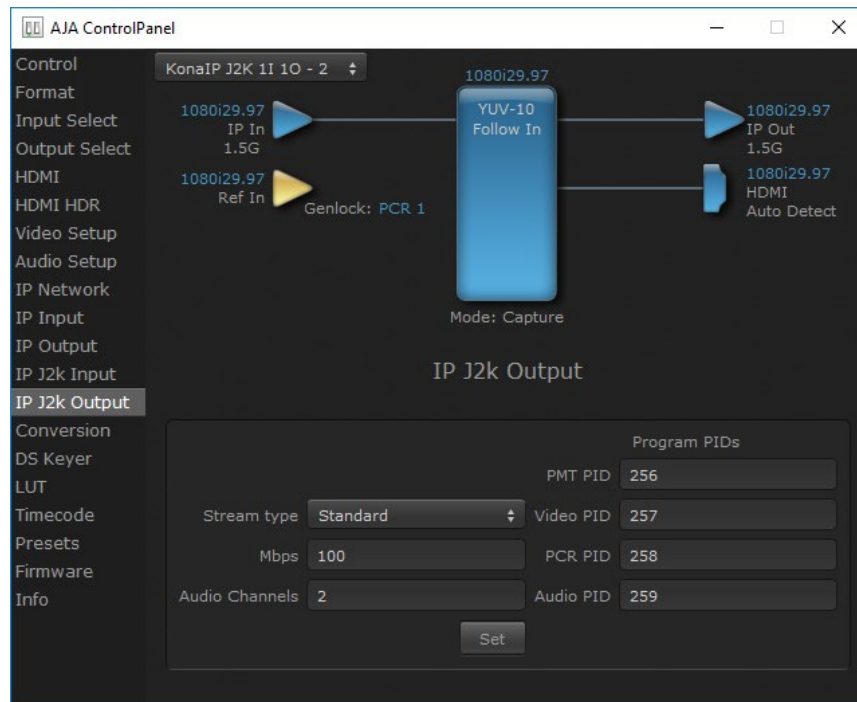 AJA ControlPanel
Control
Format
Input Select
Output Select
HDMI
HDMI HDR
Video Setup
Audio Setup
IP Network
IP Input
IP Output
IP J2k Input
IP J2k Output
Conversion
DS Keyer
LUT
Timecode
Presets
Firmware
Info
KonaIP J2K 1I 1O - 2
1080i29.97
IP In
1.5G
1080i29.97
Ref In
Genlock: PCR 1
1080i29.97
YUV-10
Follow In
Mode: Capture
1080i29.97
IP Out
1.5G
1080i29.97
HDMI
Auto Detect
IP J2k Output
Program PIDs
PMT PID 256
Stream type Standard Video PID 257
Mbps 100 PCR PID 258
Audio Channels 2 Audio PID 259
Set